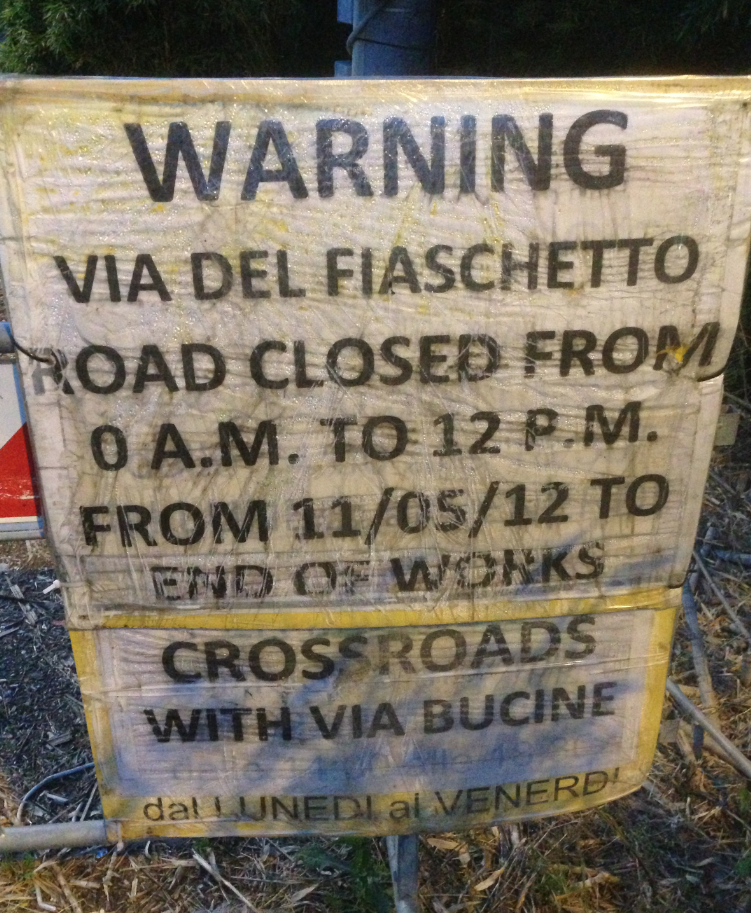 WARNING
VIA DEL FIASCHETTO
ROAD CLOSED FROM
0 A.M. TO 12 P.M.
FROM 11/05/12 TO
END OF WORKS
CROSSROADS
WITH VIA BUCINE
dal LUNEDI al VENERDI